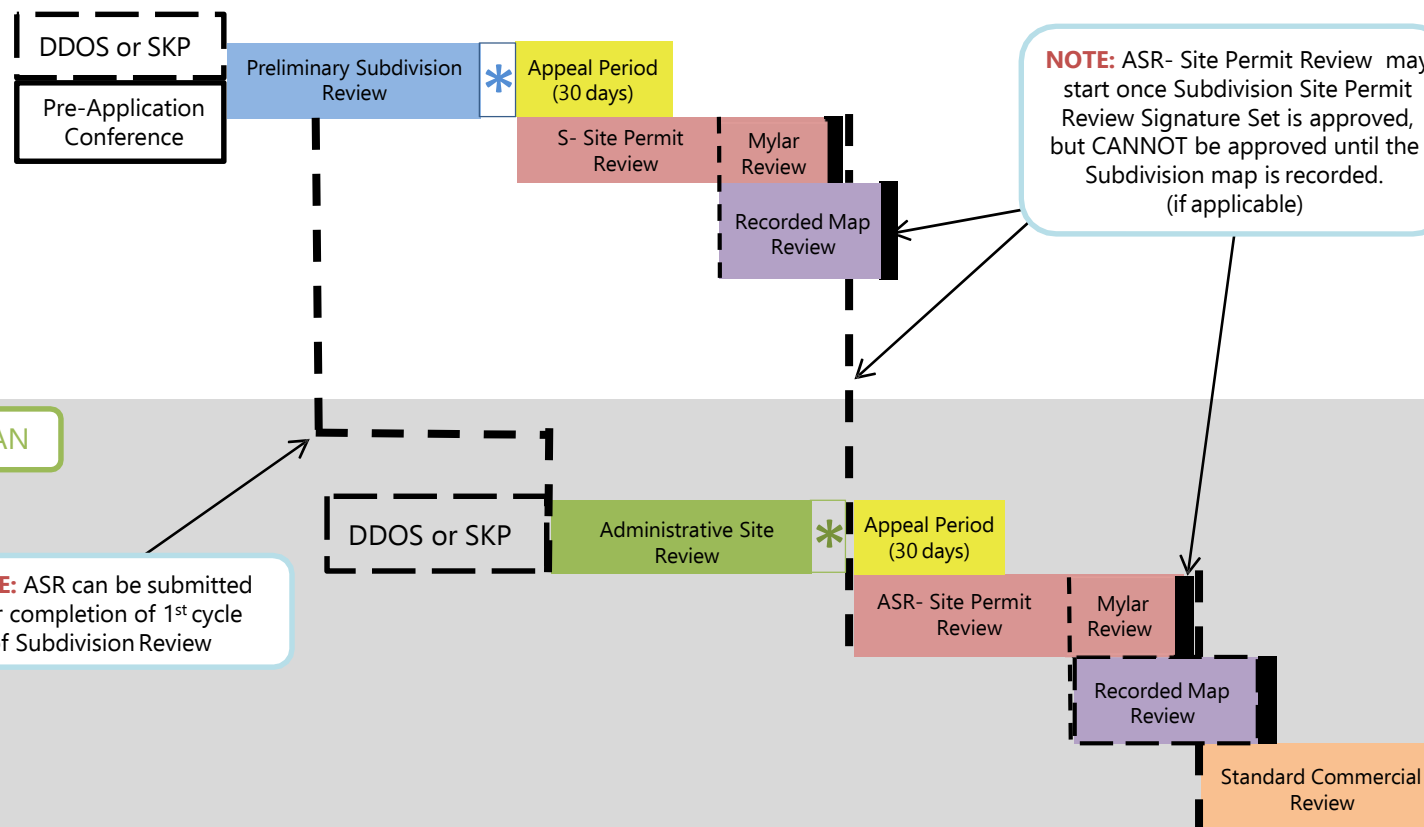 DDOS or SKP
Pre-Application
Conference
Preliminary Subdivision
Review
*
Appeal Period
(30 days)
S- Site Permit
Review
Mylar
Review
Recorded Map
Review
NOTE: ASR- Site Permit Review may
start once Subdivision Site Permit
Review Signature Set is approved,
but CANNOT be approved until the
Subdivision map is recorded.
(if applicable)
AN
DDOS or SKP
Administrative Site
Review
*
Appeal Period
(30 days)
E: ASR can be submitted
r completion of 1st cycle
of Subdivision Review
ASR- Site Permit
Review
Mylar
Review
Recorded Map
Review
Standard Commercial
Review